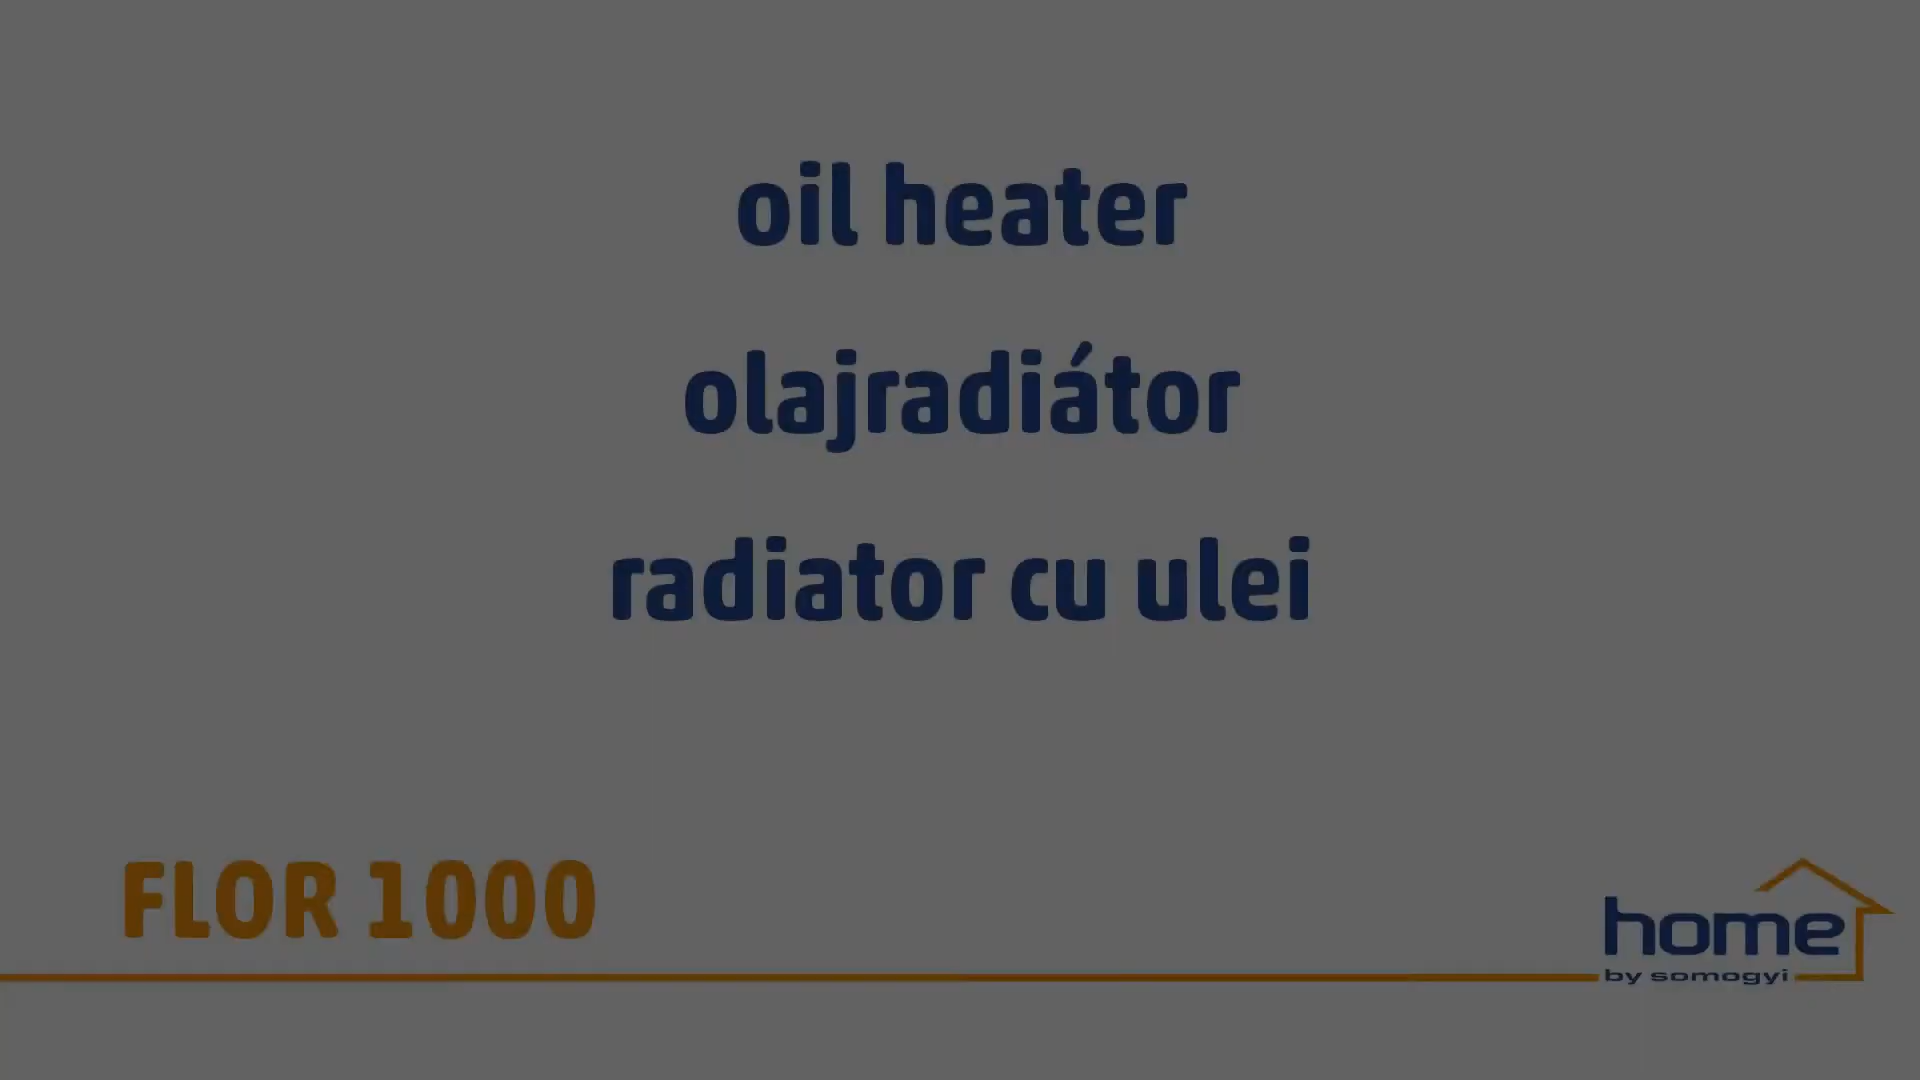 oil heater
olajradiátor
radiator cu ulei
FLOR 1000
home
by somogyi